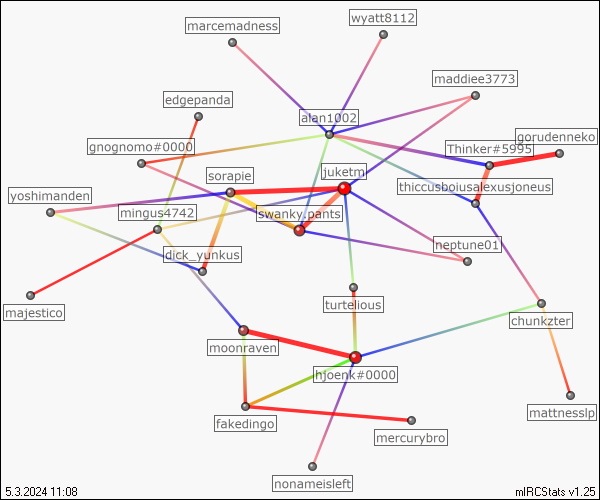 wyatt8112
marcemadness
maddiee3773
edgepanda
alan1002
gorudenneko
gnognomo#0000
Thinker#5995
sorapie
juketm
thiccusboiusalexusjoneus
yoshimanden
mingus4742
swanky.pants
neptune01
dick_yunkus
majestico
turtelious
chunkzter
moonraven
hjoenk#0000
mattnesslp
fakedingo
mercurybro
nonameisleft
5.3.2024 11:08
mIRCStats v1.25